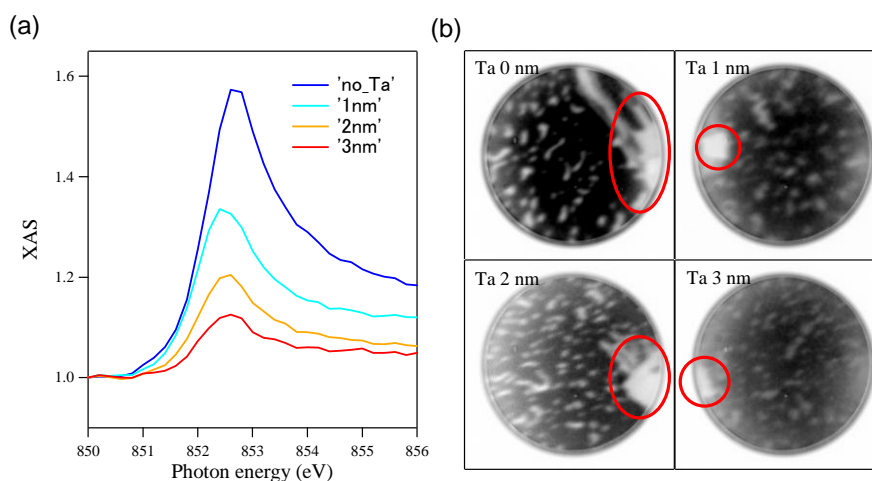 (a)
XAS
1.6
1.4
1.2
1.0
'no_Ta'
'1nm'
'2nm'
'3nm'
850 851 852 853 854 855 856
Photon energy (eV)
(b)
Ta 0 nm
Ta 1 nm
Ta 2 nm
Ta 3 nm